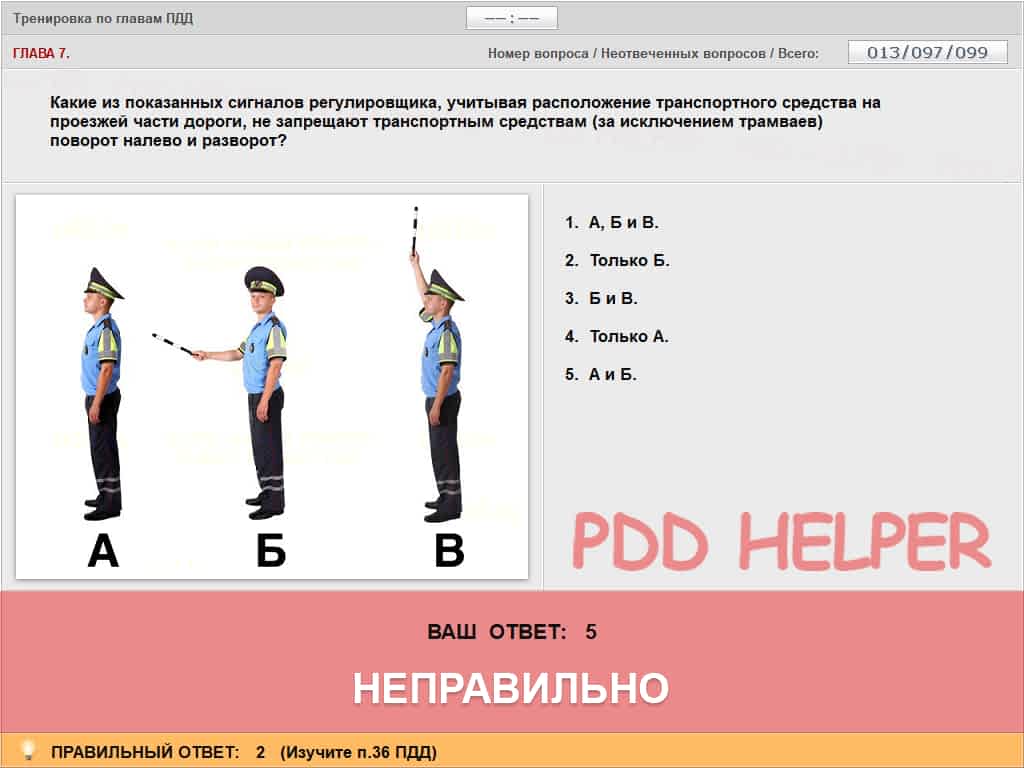 Тренировка по главам ПДД
—— : ——
ГЛАВА 7.
Номер вопроса / Неотвеченных вопросов / Всего:
013/097/099
Какие из показанных сигналов регулировщика, учитывая расположение транспортного средства на
проезжей части дороги, не запрещают транспортным средствам (за исключением трамваев)
поворот налево и разворот?
А
Б
В
1. А, Б и В.
2. Только Б.
3. Б и В.
4. Только А.
5. А и Б.
PDD HELPER
ВАШ ОТВЕТ: 5
НЕПРАВИЛЬНО
ПРАВИЛЬНЫЙ ОТВЕТ: 2 (Изучите п.36 ПДД)